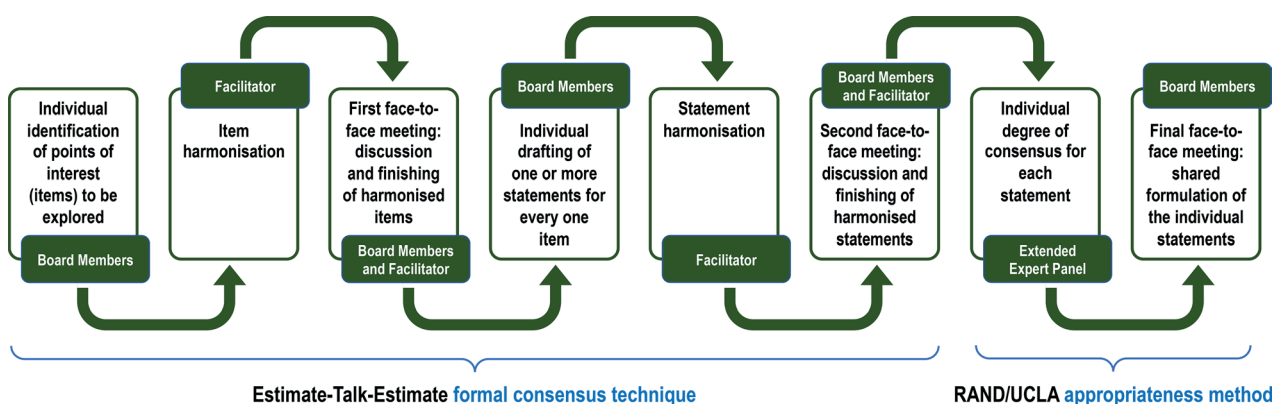 Individual
identification
of points of
interest
(items) to be
explored
Board Members
Facilitator
Item
harmonisation
First face-to-
face meeting:
discussion
and finishing
of harmonised
items
Board Members
and Facilitator
Board Members
Individual
drafting of
one or more
statements for
every one
item
Statement
harmonisation
Facilitator
Board Members
and Facilitator
Second face-to-
face meeting:
discussion and
finishing of
harmonised
statements
Individual
degree of
consensus for
each
statement
Extended
Expert Panel
Board Members
Final face-to-
face meeting:
shared
formulation of
the individual
statements
Estimate-Talk-Estimate formal consensus technique
RAND/UCLA appropriateness method